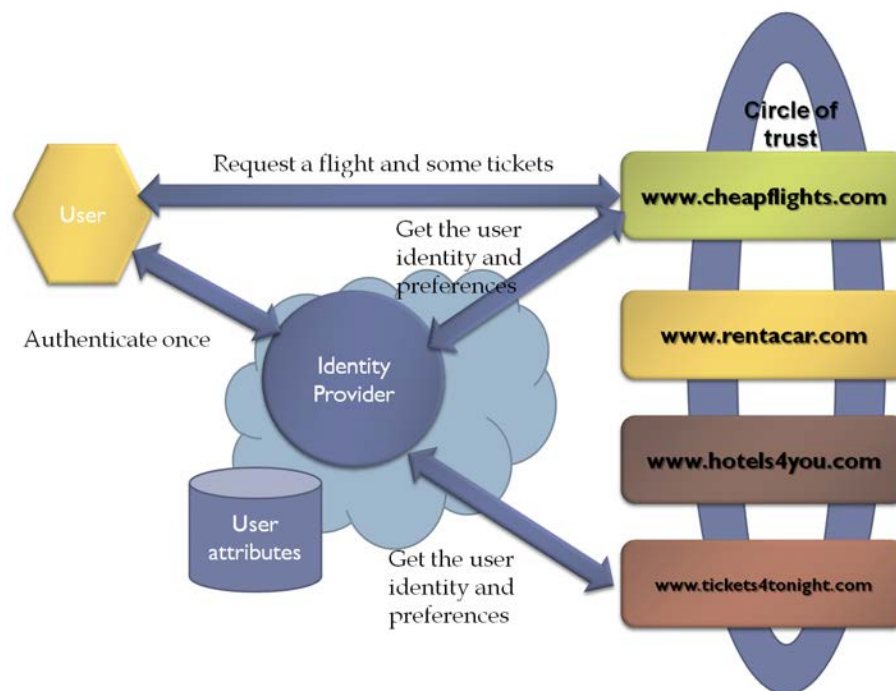 Circle of
trust
Request a flight and some tickets
www.cheapflights.com
User
Get the user
identity and
preferences
Authenticate once
www.rentacar.com
Identity
Provider
www.hotels4you.com
User
attributes
Get the user
identity and
preferences
www.tickets4tonight.com